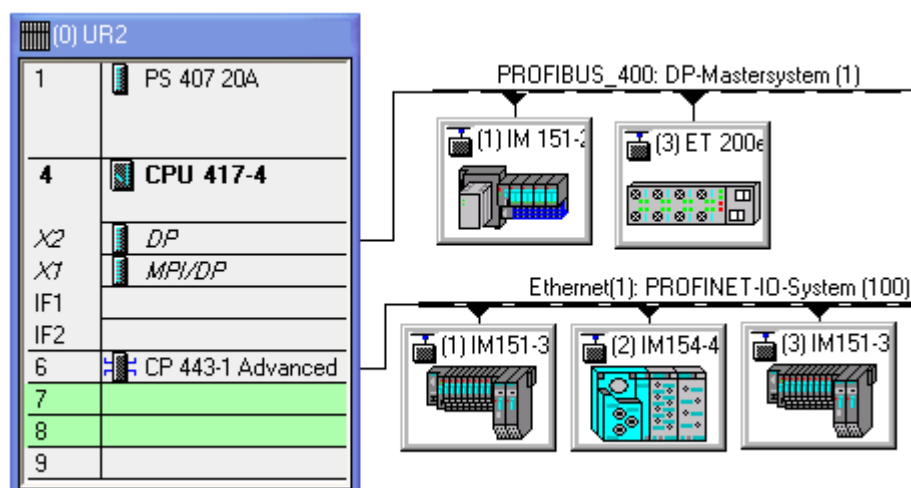 (0) UR2
1 PS 407 20A
4 CPU 417-4
X2 DP
X1 MPI/DP
IF1
IF2
6 CP 443-1 Advanced
7
8
9
PROFIBUS_400: DP-Mastersystem (1)
(1) IM 151-2
(3) ET 200e
Ethernet(1): PROFINET-IO-System (100)
(1) IM151-3
(2) IM154-4
(3) IM151-3